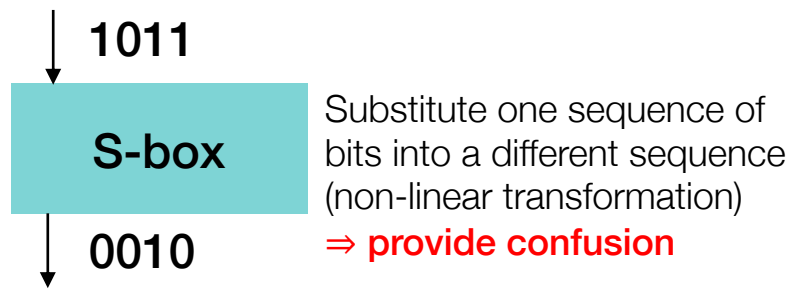 1011
S-box
Substitute one sequence of
bits into a different sequence
(non-linear transformation)
⇒ provide confusion
0010